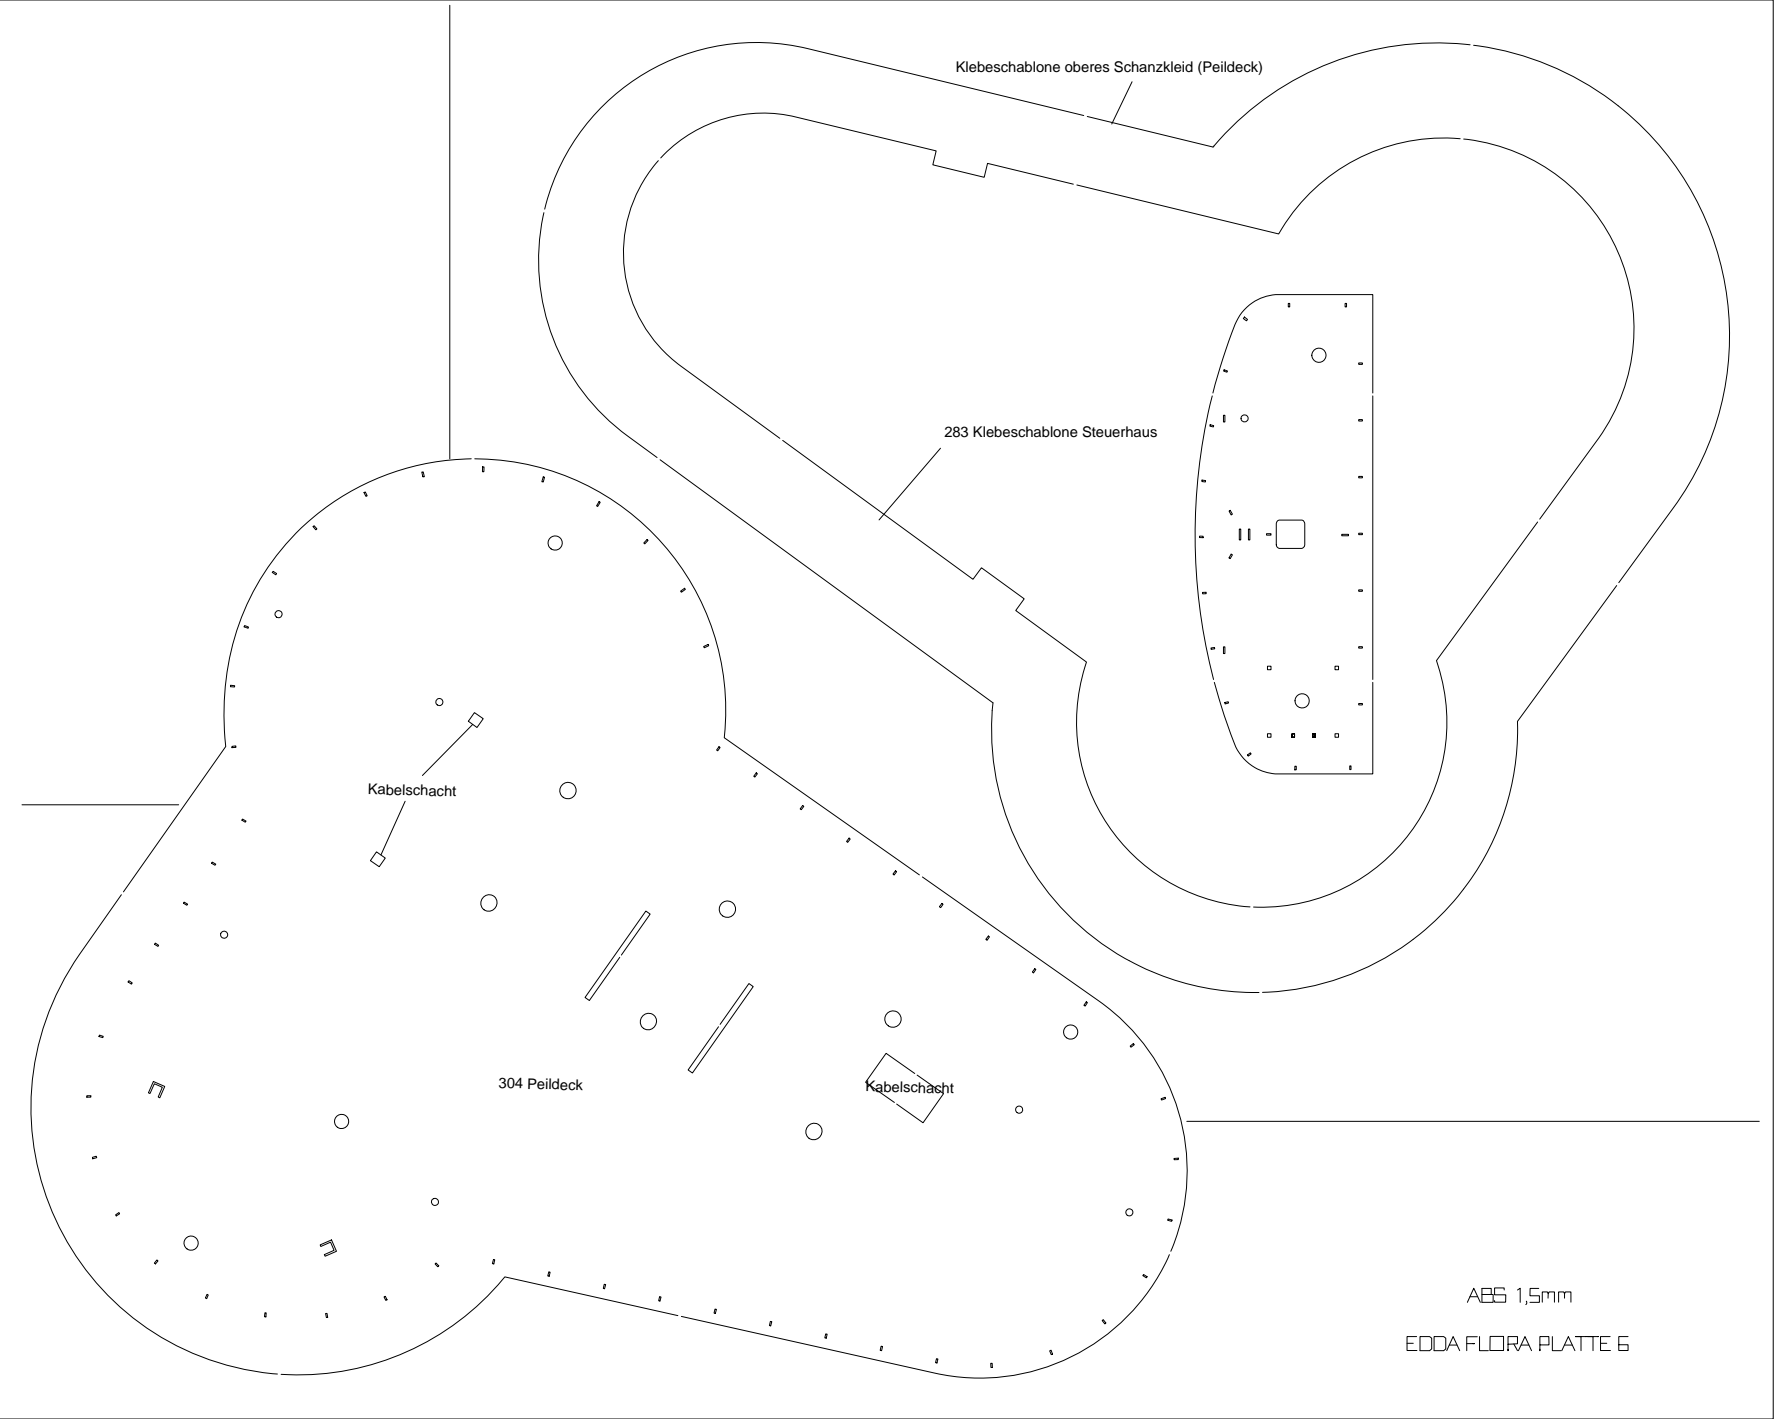 Klebeschablone oberes Schanzkleid (Peildeck)
283 Klebeschablone Steuerhaus
Kabelschacht
304 Peildeck
Kabelschacht
ABS 1,5mm
EDDA FLORA PLATTE 6